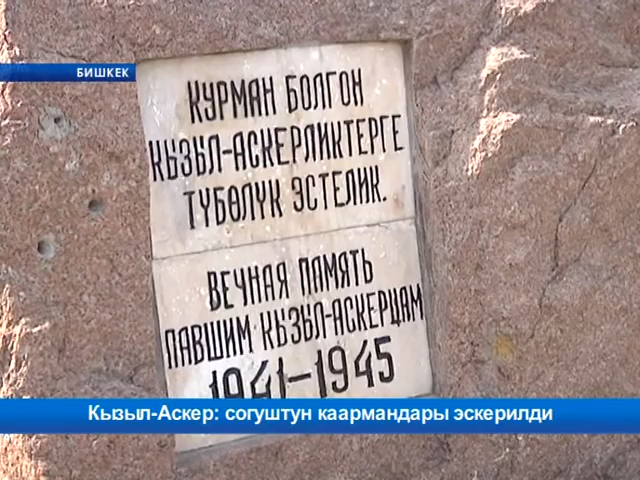 БИШКЕК
КУРМАН БОЛГОН
КЫЗЫЛ-АСКЕРЛИКТЕРГЕ
ТҮБӨЛҮК ЭСТЕЛИК.
ВЕЧНАЯ ПАМЯТЬ
ПАВШИМ КЫЗЫЛ-АСКЕРЦАМ
1941-1945
Кызыл-Аскер: согуштун каармандары эскерилди